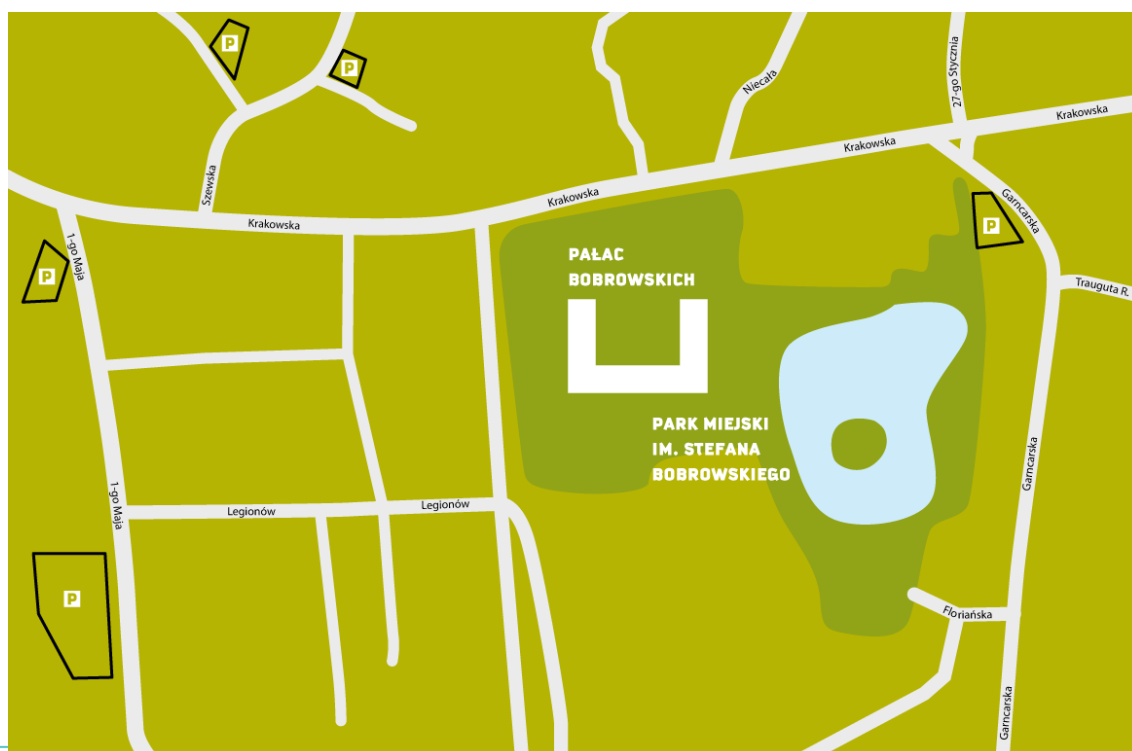 P
P
Niecała
27-go Stycznia
Krakowska
Krakowska
Szewska
Krakowska
Krakowska
Garncarska
P
1-go Maja
P
PAŁAC
BOBROWSKICH
Trauguta R.
PARK MIEJSKI
IM. STEFANA
BOBROWSKIEGO
Garncarska
1-go Maja
Legionów
Legionów
P
Floriańska
Garncarska